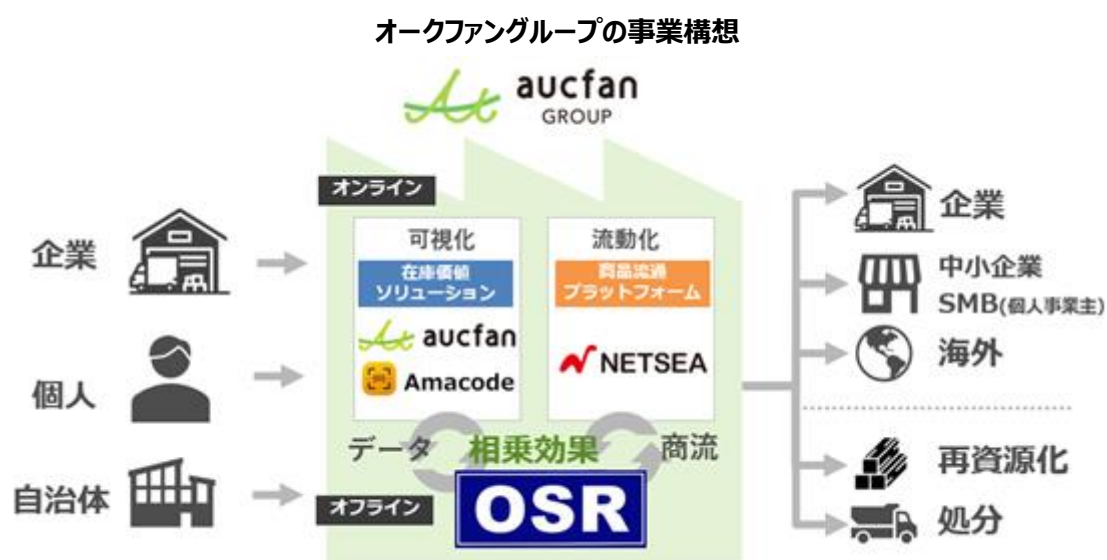 オークファングループの事業構想
aucfan
GROUP
オンライン
企業
個人
自治体
可視化
在庫価値
ソリューション
aucfan
Amacode
流動化
商品流通
プラットフォーム
NETSEA
データ
相乗効果
商流
オフライン
OSR
企業
中小企業
SMB(個人事業主)
海外
再資源化
処分